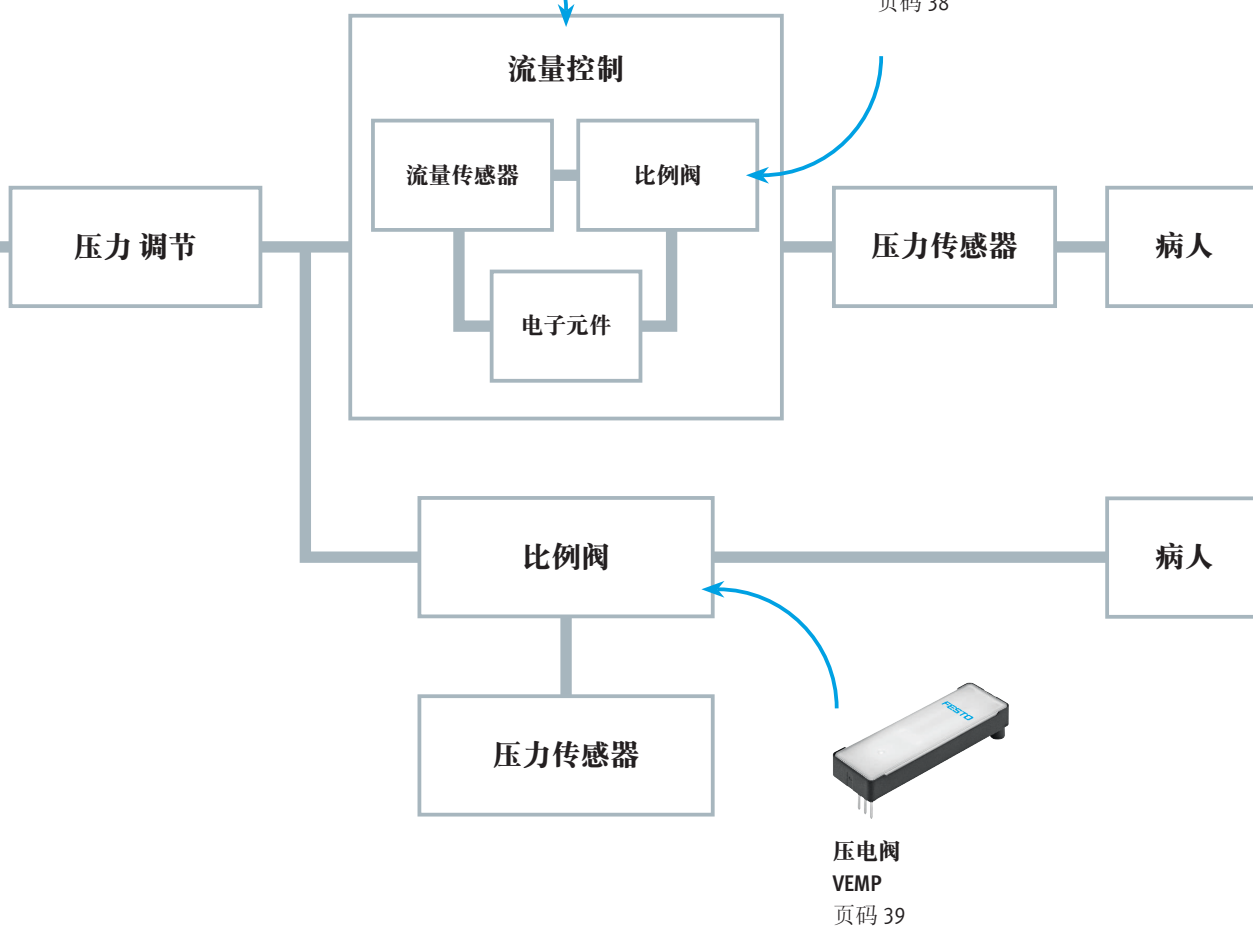 页码 38
流量控制
流量传感器
比例阀
压力 调节
压力传感器
病人
电子元件
比例阀
病人
压力传感器
FESTO
压电阀
VEMP
页码 39